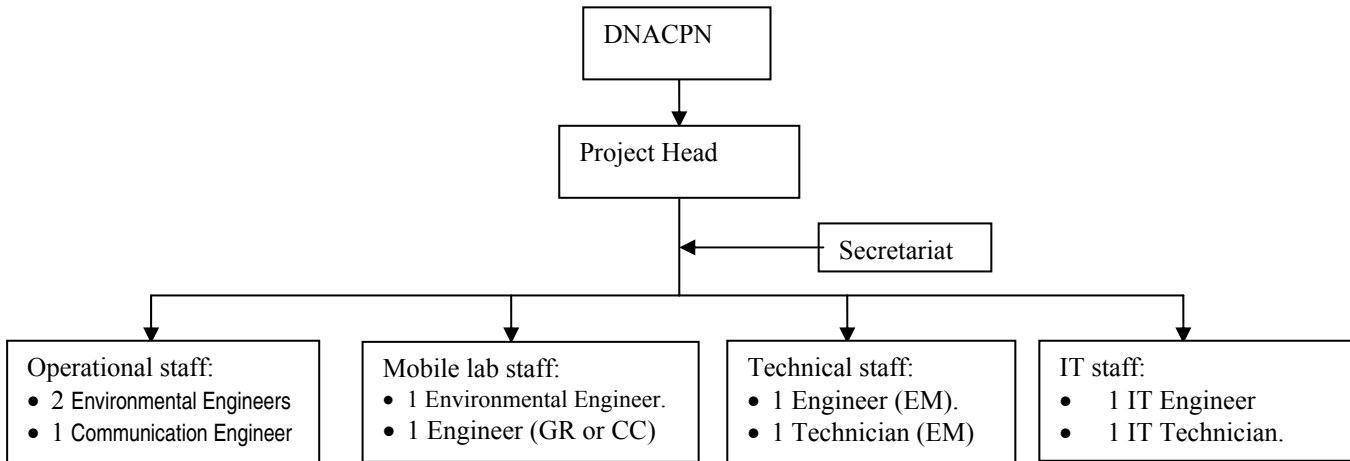 DNACPN
Project Head
Secretariat
Operational staff:
• 2 Environmental Engineers
• 1 Communication Engineer
Mobile lab staff:
• 1 Environmental Engineer.
• 1 Engineer (GR or CC)
Technical staff:
• 1 Engineer (EM).
• 1 Technician (EM)
IT staff:
• 1 IT Engineer
• 1 IT Technician.